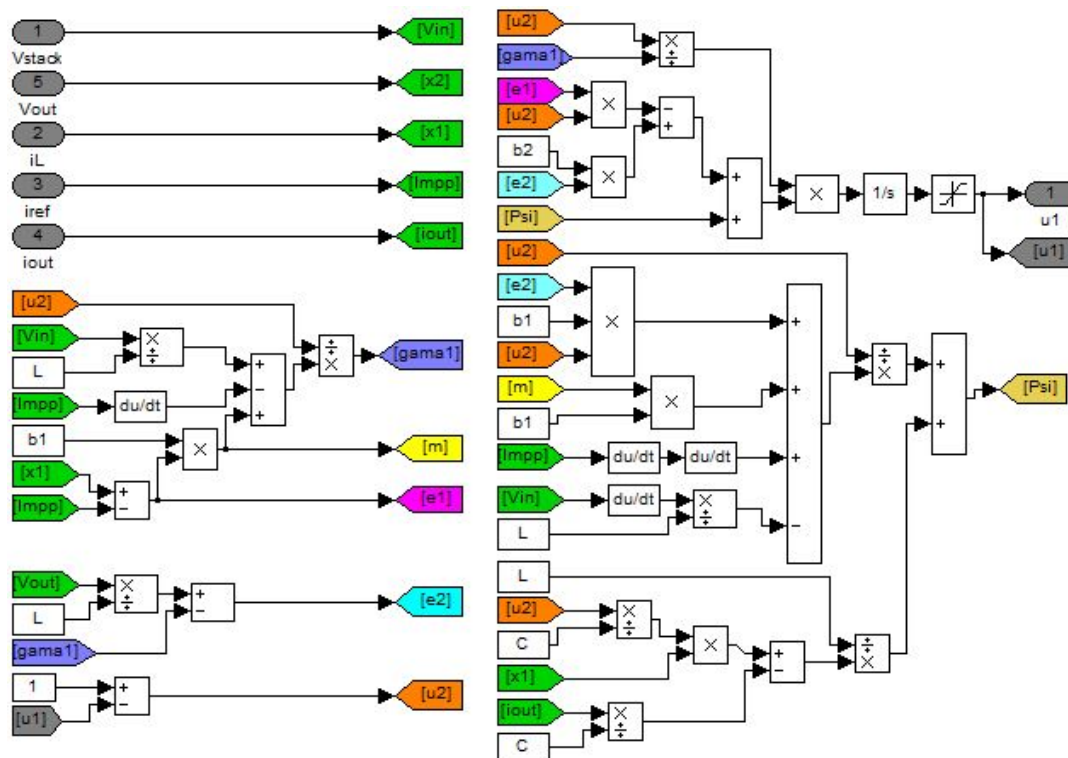 1
Vstack
[Vin]
5
Vout
[x2]
2
iL
[x1]
3
iref
[Impp]
4
iout
[iout]
[u2]
[Vin]
×
÷
L
+
−
+
÷
×
[gama1]
[Impp]
du/dt
b1
×
[m]
[x1]
[Impp]
+
−
[e1]
[Vout]
L
×
÷
[gama1]
+
−
[e2]
1
[u1]
+
−
[u2]
[u2]
[gama1]
×
÷
[e1]
[u2]
×
−
+
b2
[e2]
×
[Psi]
+
+
×
1/s
1
u1
[u1]
[u2]
[e2]
b1
[u2]
×
[m]
b1
×
[Impp]
du/dt
du/dt
[Vin]
du/dt
L
×
÷
+
+
+
−
÷
×
+
+
[Psi]
L
[u2]
C
×
÷
[x1]
×
[iout]
C
×
÷
+
−
÷
×